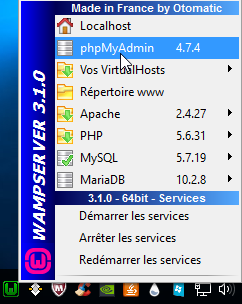 Made in France by Otomatic
Localhost
phpMyAdmin 4.7.4
Vos VirtualHosts
Répertoire www
Apache 2.4.27
PHP 5.6.31
MySQL 5.7.19
MariaDB 10.2.8
3.1.0 - 64bit - Services
Démarrer les services
Arrêter les services
Redémarrer les services
WAMPSERVER 3.1.0